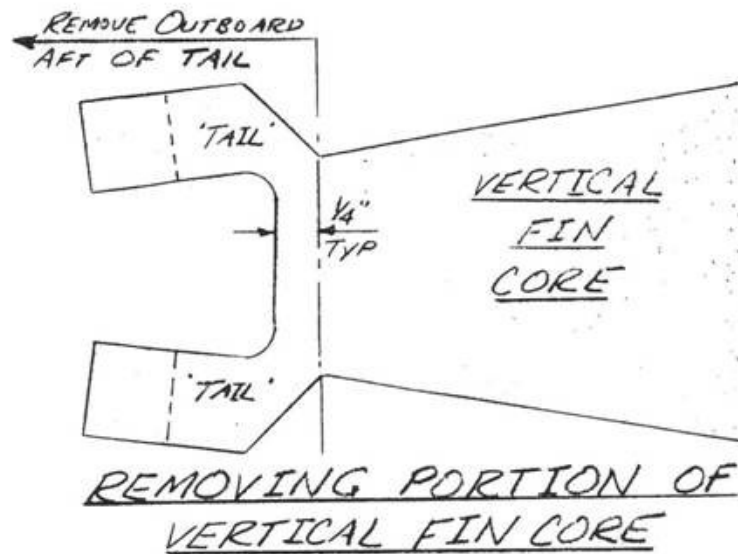 REMOVE OUTBOARD
AFT OF TAIL
'TAIL'
1/4"
TYP
VERTICAL
FIN
CORE
'TAIL'
REMOVING PORTION OF
VERTICAL FIN CORE